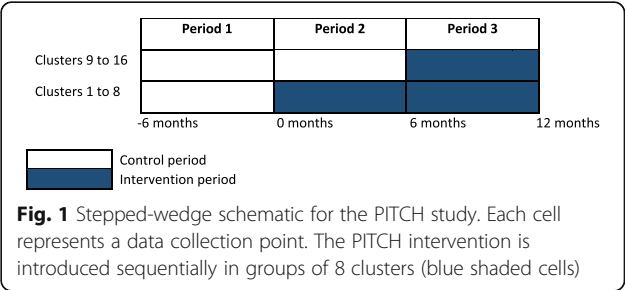 Period 1 Period 2 Period 3
Clusters 9 to 16
Clusters 1 to 8
-6 months 0 months 6 months 12 months
Control period
Intervention period
Fig. 1 Stepped-wedge schematic for the PITCH study. Each cell
represents a data collection point. The PITCH intervention is
introduced sequentially in groups of 8 clusters (blue shaded cells)